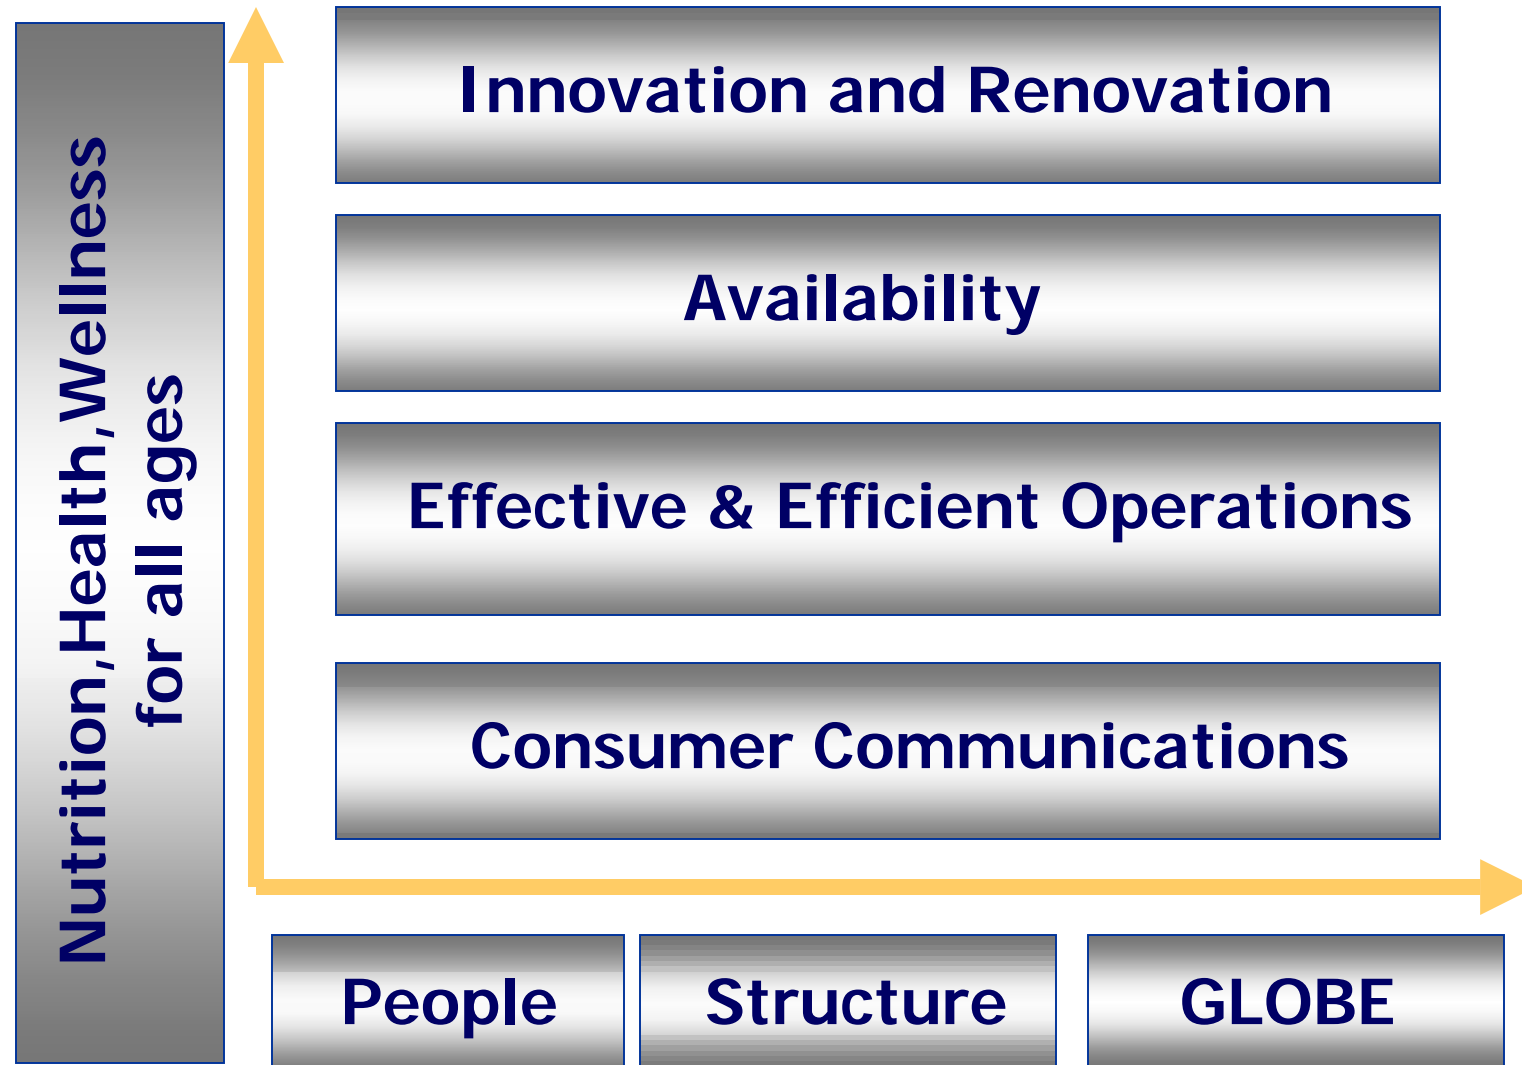 Nutrition,Health,Wellness
for all ages
Innovation and Renovation
Availability
Effective & Efficient Operations
Consumer Communications
People
Structure
GLOBE